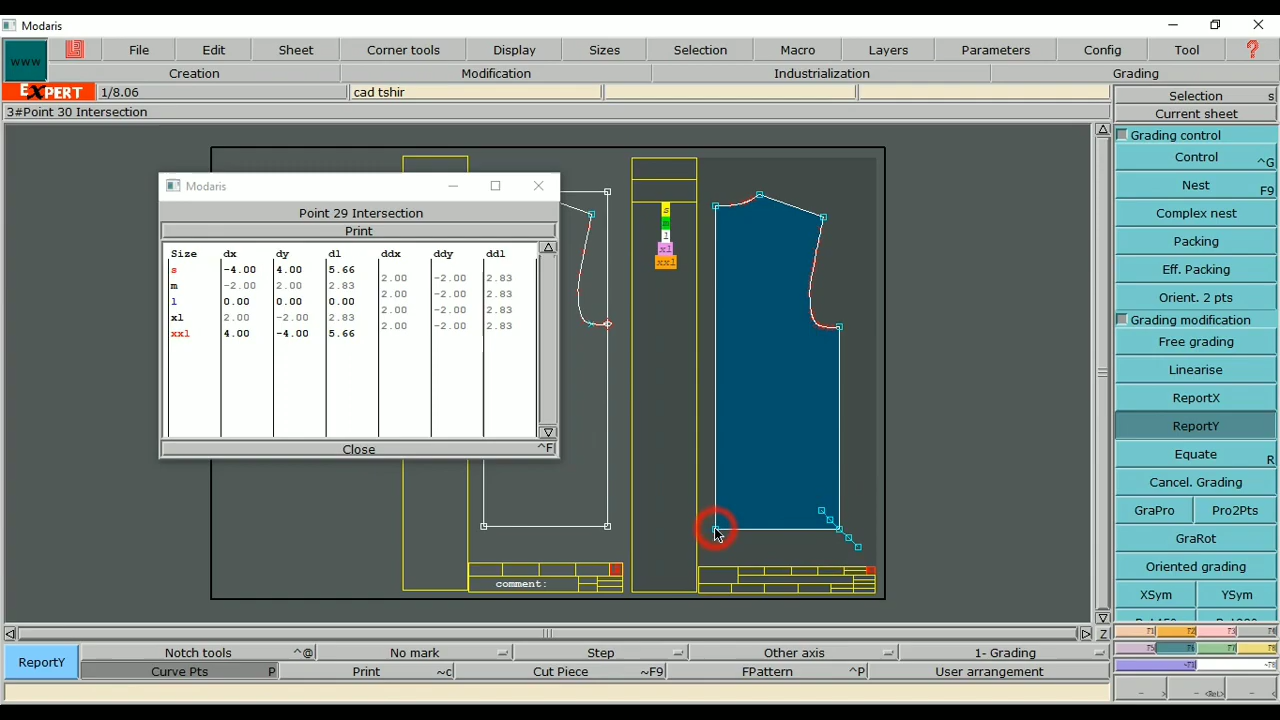 Modaris
www File Edit Sheet Corner tools Display Sizes Selection Macro Layers Parameters Config Tool ?
Creation Modification Industrialization Grading
EXPERT 1/8.06 cad tshir
3#Point 30 Intersection
Selection s
Current sheet
Grading control
Control ^G
Nest F9
Complex nest
Packing
Eff. Packing
Orient. 2 pts
Grading modification
Free grading
Linearise
ReportX
ReportY
Equate R
Cancel. Grading
GraPro Pro2Pts
GraRot
Oriented grading
XSym YSym
Modaris
Point 29 Intersection
Print
Size dx dy dl ddx ddy ddl
s -4.00 4.00 5.66
2.00 -2.00 2.83
m -2.00 2.00 2.83
2.00 -2.00 2.83
l 0.00 0.00 0.00
2.00 -2.00 2.83
xl 2.00 -2.00 2.83
2.00 -2.00 2.83
xxl 4.00 -4.00 5.66
Close ^F
s
m
l
xl
xxl
comment:
Z
ReportY
Notch tools ^@ No mark Step Other axis 1- Grading
Curve Pts P Print ~c Cut Piece ~F9 FPattern ^P User arrangement